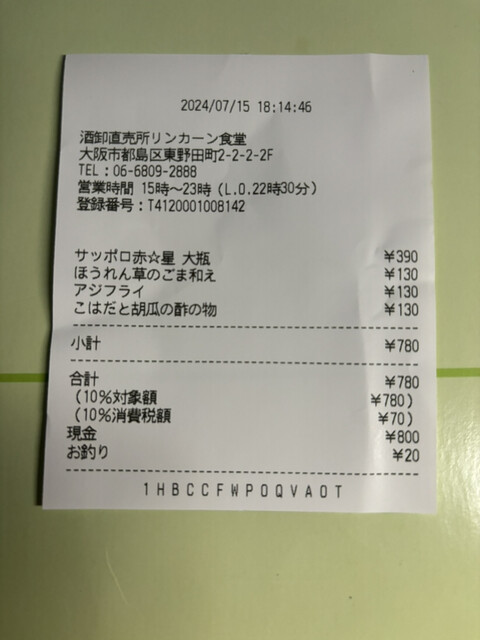 2024/07/15 18:14:46
酒卸直売所リンカーン食堂
大阪市都島区東野田町2-2-2-2F
TEL：06-6809-2888
営業時間 15時～23時（L.O.22時30分）
登録番号：T4120001008142
サッポロ赤☆星 大瓶 ¥390
ほうれん草のごま和え ¥130
アジフライ ¥130
こはだと胡瓜の酢の物 ¥130
小計 ¥780
合計 ¥780
（10%対象額 ¥780）
（10%消費税額 ¥70）
現金 ¥800
お釣り ¥20
1HBCCFWPOQVAOT